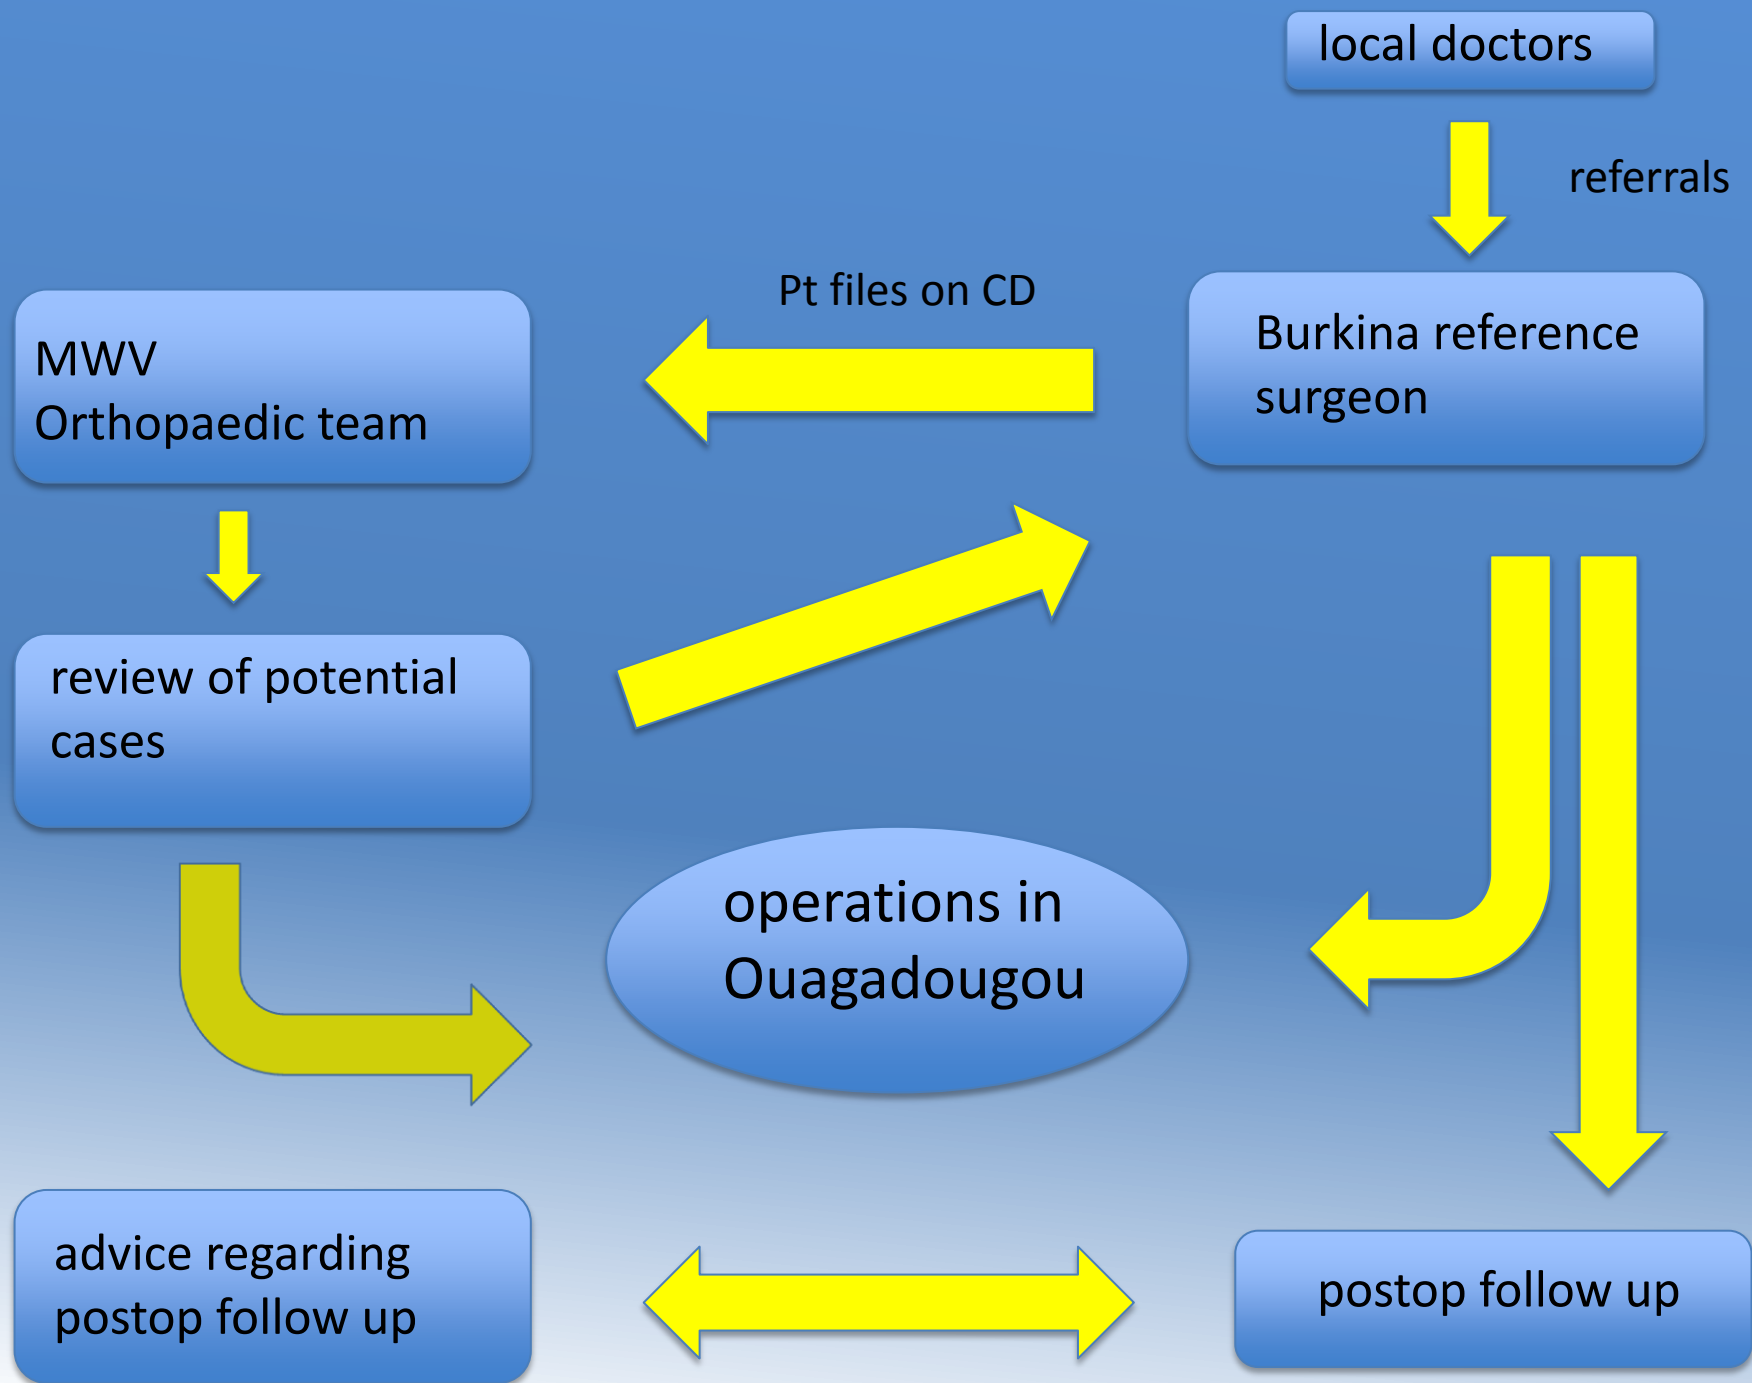 local doctors
referrals
Pt files on CD
Burkina reference
surgeon
MWV
Orthopaedic team
review of potential
cases
operations in
Ouagadougou
advice regarding
postop follow up
postop follow up